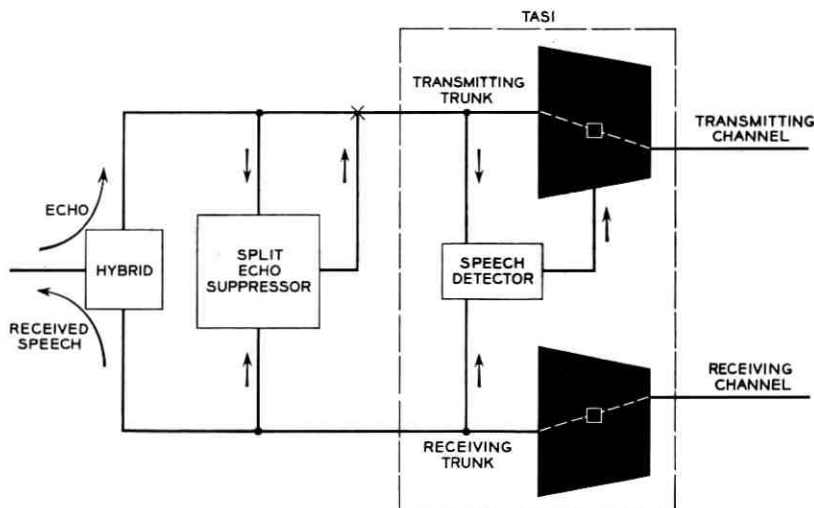 TASI
TRANSMITTING
TRUNK
TRANSMITTING
CHANNEL
ECHO
HYBRID
SPLIT
ECHO
SUPPRESSOR
SPEECH
DETECTOR
RECEIVED
SPEECH
RECEIVING
CHANNEL
RECEIVING
TRUNK